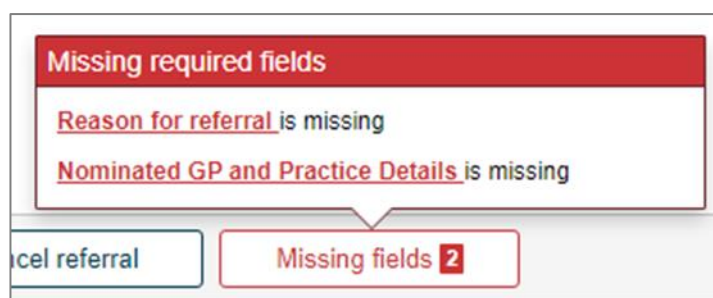 Missing required fields
Reason for referral is missing
Nominated GP and Practice Details is missing
cel referral Missing fields 2